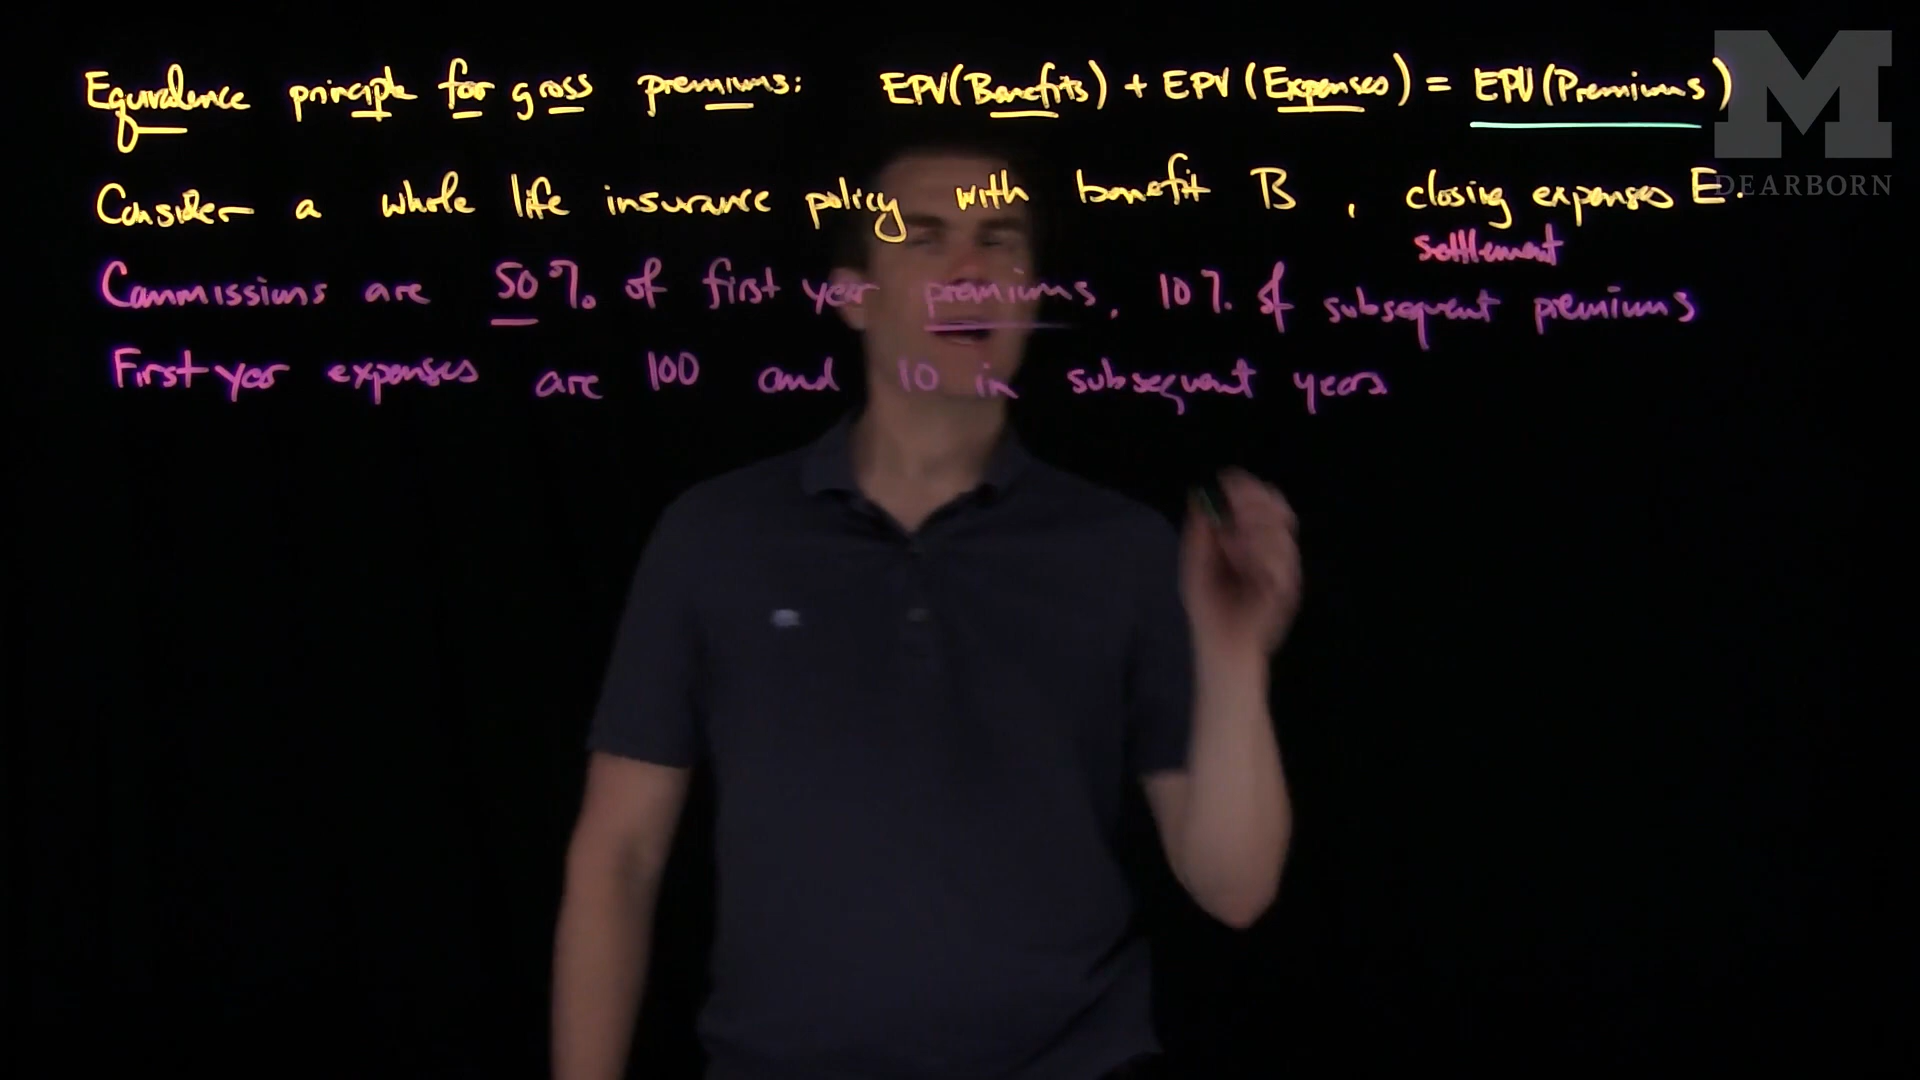 Equivalence principle for gross premiums: EPV(Benefits) + EPV(Expenses) = EPV(Premiums)
Consider a whole life insurance policy with benefit B, closing expenses E.
settlement
Commissions are 50% of first year premiums, 10% of subsequent premiums
First year expenses are 100 and 10 in subsequent years
M
DEARBORN